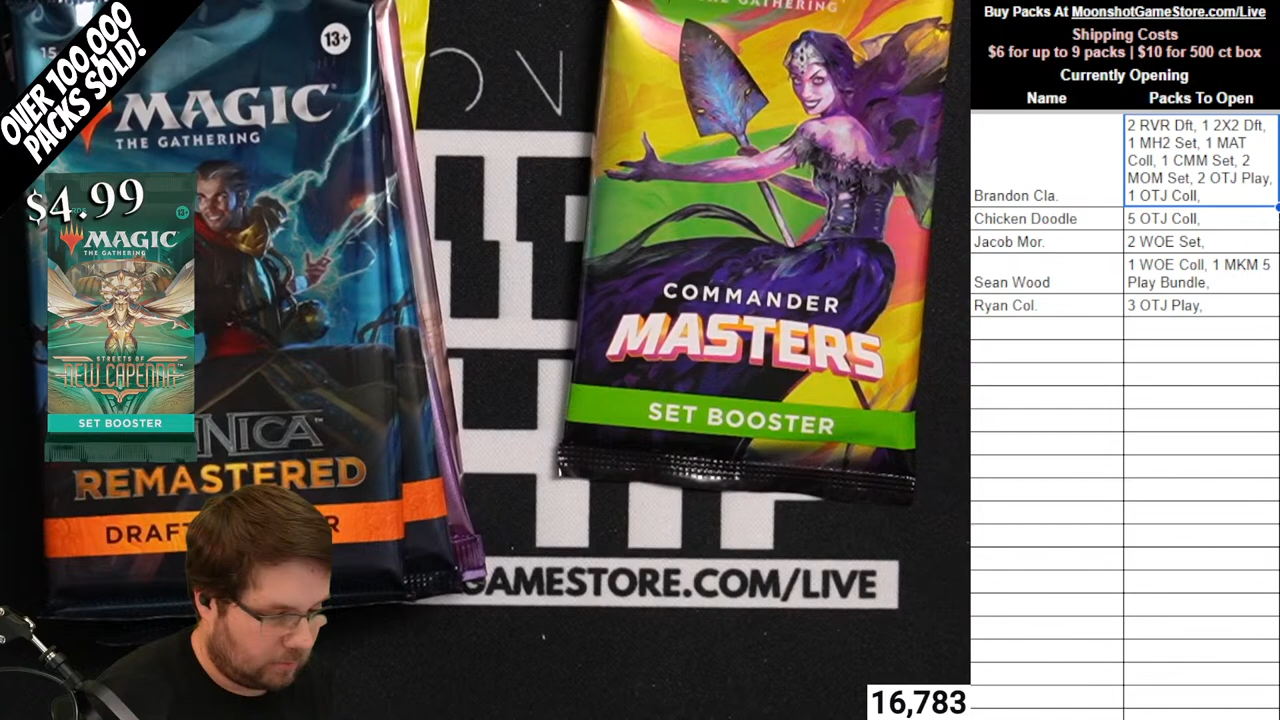 OVER 100,000
PACKS SOLD!
$4.99
MAGIC
THE GATHERING
STREETS OF
NEW CAPENNA
SET BOOSTER
15
13+
MAGIC
THE GATHERING
REMASTERED
THE GATHERING
COMMANDER
MASTERS
SET BOOSTER
GAMESTORE.COM/LIVE
16,783
Buy Packs At MoonshotGameStore.com/Live
Shipping Costs
$6 for up to 9 packs | $10 for 500 ct box
Currently Opening
Name Packs To Open
Brandon Cla. 2 RVR Dft, 1 2X2 Dft,
1 MH2 Set, 1 MAT
Coll, 1 CMM Set, 2
MOM Set, 2 OTJ Play,
1 OTJ Coll,
Chicken Doodle 5 OTJ Coll,
Jacob Mor. 2 WOE Set,
Sean Wood 1 WOE Coll, 1 MKM 5
Play Bundle,
Ryan Col. 3 OTJ Play,